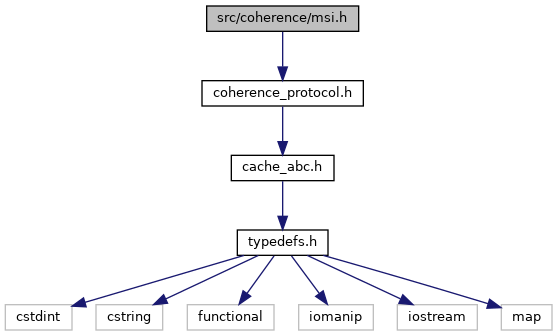 src/coherence/msi.h
coherence_protocol.h
cache_abc.h
typedefs.h
cstdint
cstring
functional
iomanip
iostream
map